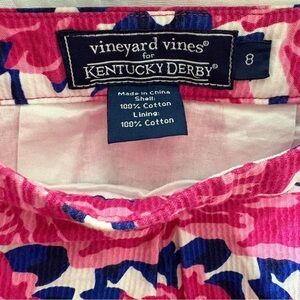 vineyard vines®
for
KENTUCKY DERBY®
8
Made in China
Shell:
100% Cotton
Lining:
100% Cotton